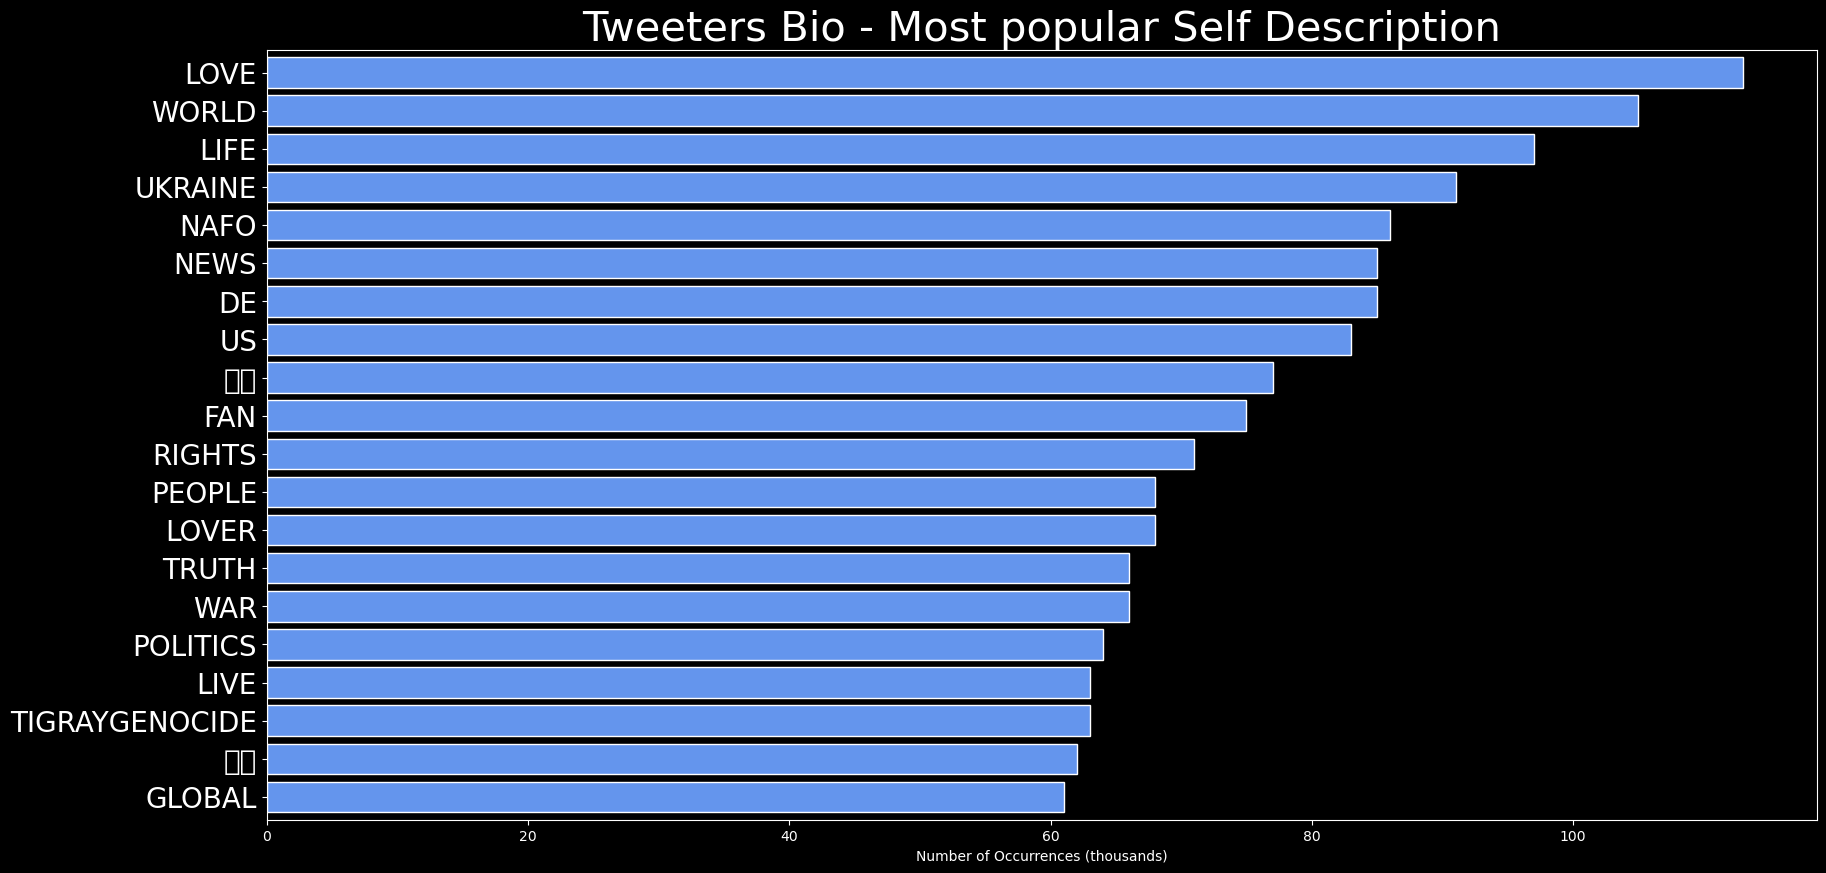 Tweeters Bio - Most popular Self Description
LOVE
WORLD
LIFE
UKRAINE
NAFO
NEWS
DE
US
FAN
RIGHTS
PEOPLE
LOVER
TRUTH
WAR
POLITICS
LIVE
TIGRAYGENOCIDE
GLOBAL
0 20 40 60 80 100
Number of Occurrences (thousands)